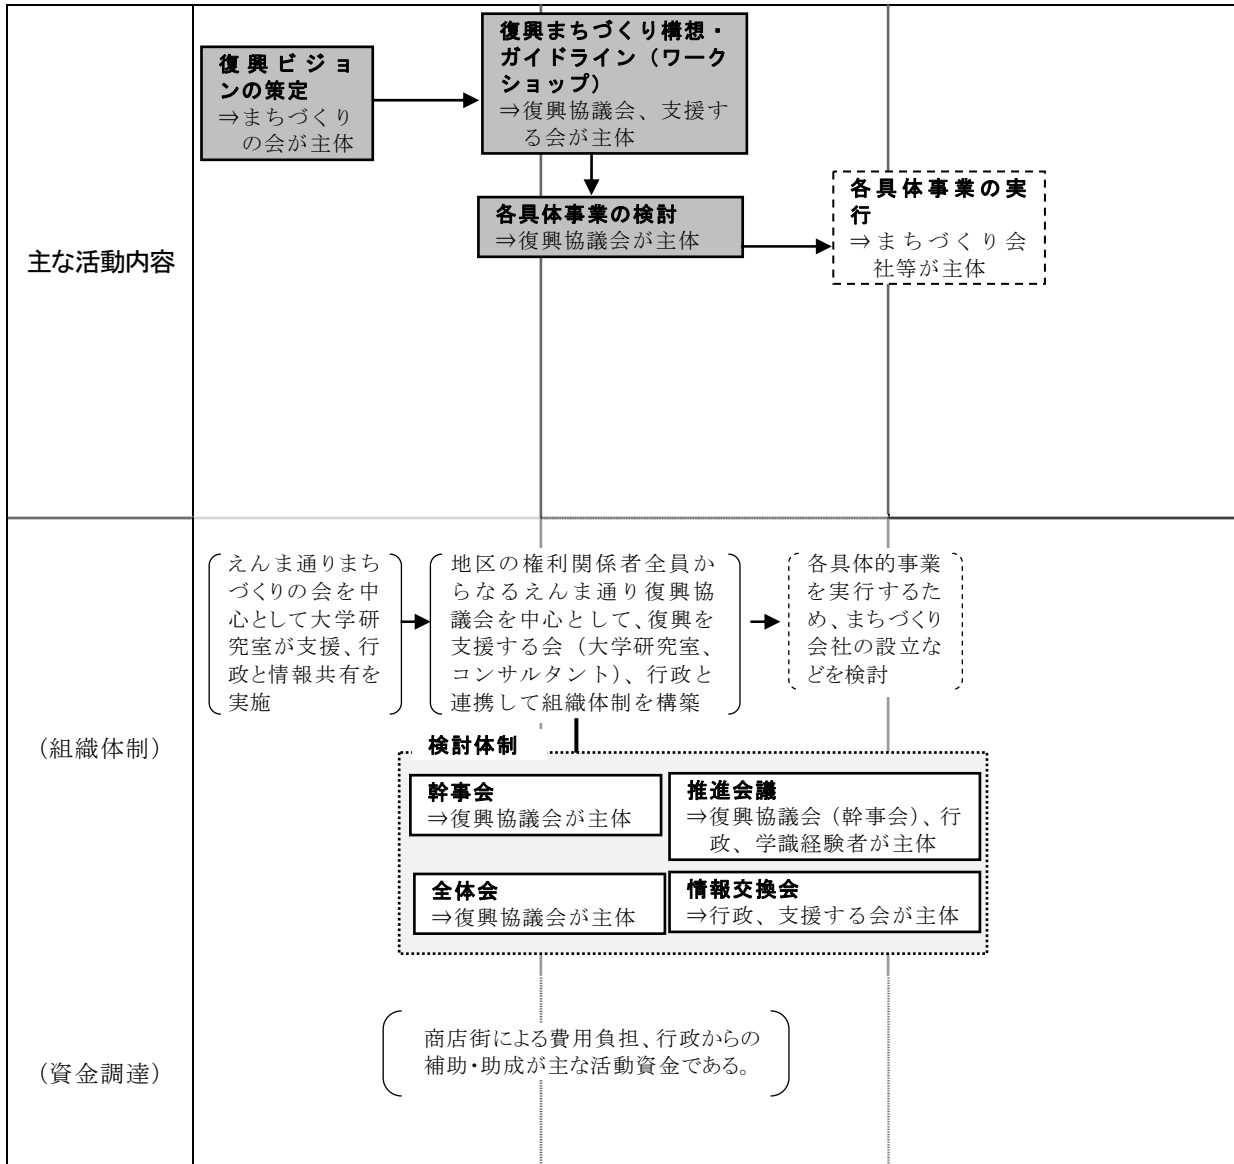 主な活動内容
復興ビジョ
ンの策定
⇒まちづくり
の会が主体
復興まちづくり構想・
ガイドライン（ワーク
ショップ）
⇒復興協議会、支援す
る会が主体
各具体事業の検討
⇒復興協議会が主体
各具体事業の実
行
⇒まちづくり会
社等が主体
（組織体制）
えんま通りまち
づくりの会を中
心として大学研
究室が支援、行
政と情報共有を
実施
地区の権利関係者全員か
らなるえんま通り復興協
議会を中心として、復興を
支援する会（大学研究室、
コンサルタント）、行政と
連携して組織体制を構築
各具体的事業
を実行するた
め、まちづくり
会社の設立な
どを検討
検討体制
幹事会
⇒復興協議会が主体
推進会議
⇒復興協議会（幹事会）、行
政、学識経験者が主体
全体会
⇒復興協議会が主体
情報交換会
⇒行政、支援する会が主体
（資金調達）
商店街による費用負担、行政からの
補助・助成が主な活動資金である。